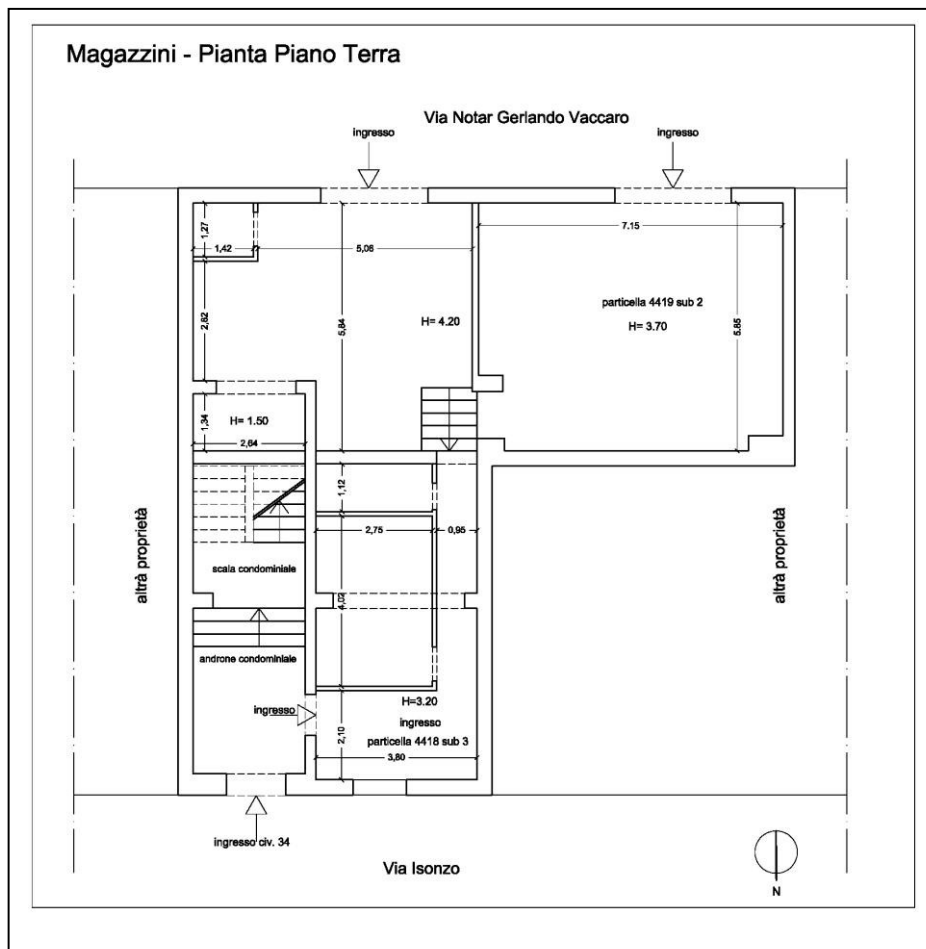 Magazzini - Pianta Piano Terra
Via Notar Gerlando Vaccaro
ingresso
ingresso
1,27
7.15
1,42
5,06
particella 4419 sub 2
2,62
5,84
H= 4.20
H= 3.70
5.85
1,34
H= 1.50
2,64
1,12
2,75
0,95
altrà proprietà
altrà proprietà
scala condominiale
4,02
androne condominiale
H=3.20
ingresso
ingresso
particella 4418 sub 3
2,10
3,80
ingresso civ. 34
Via Isonzo
N